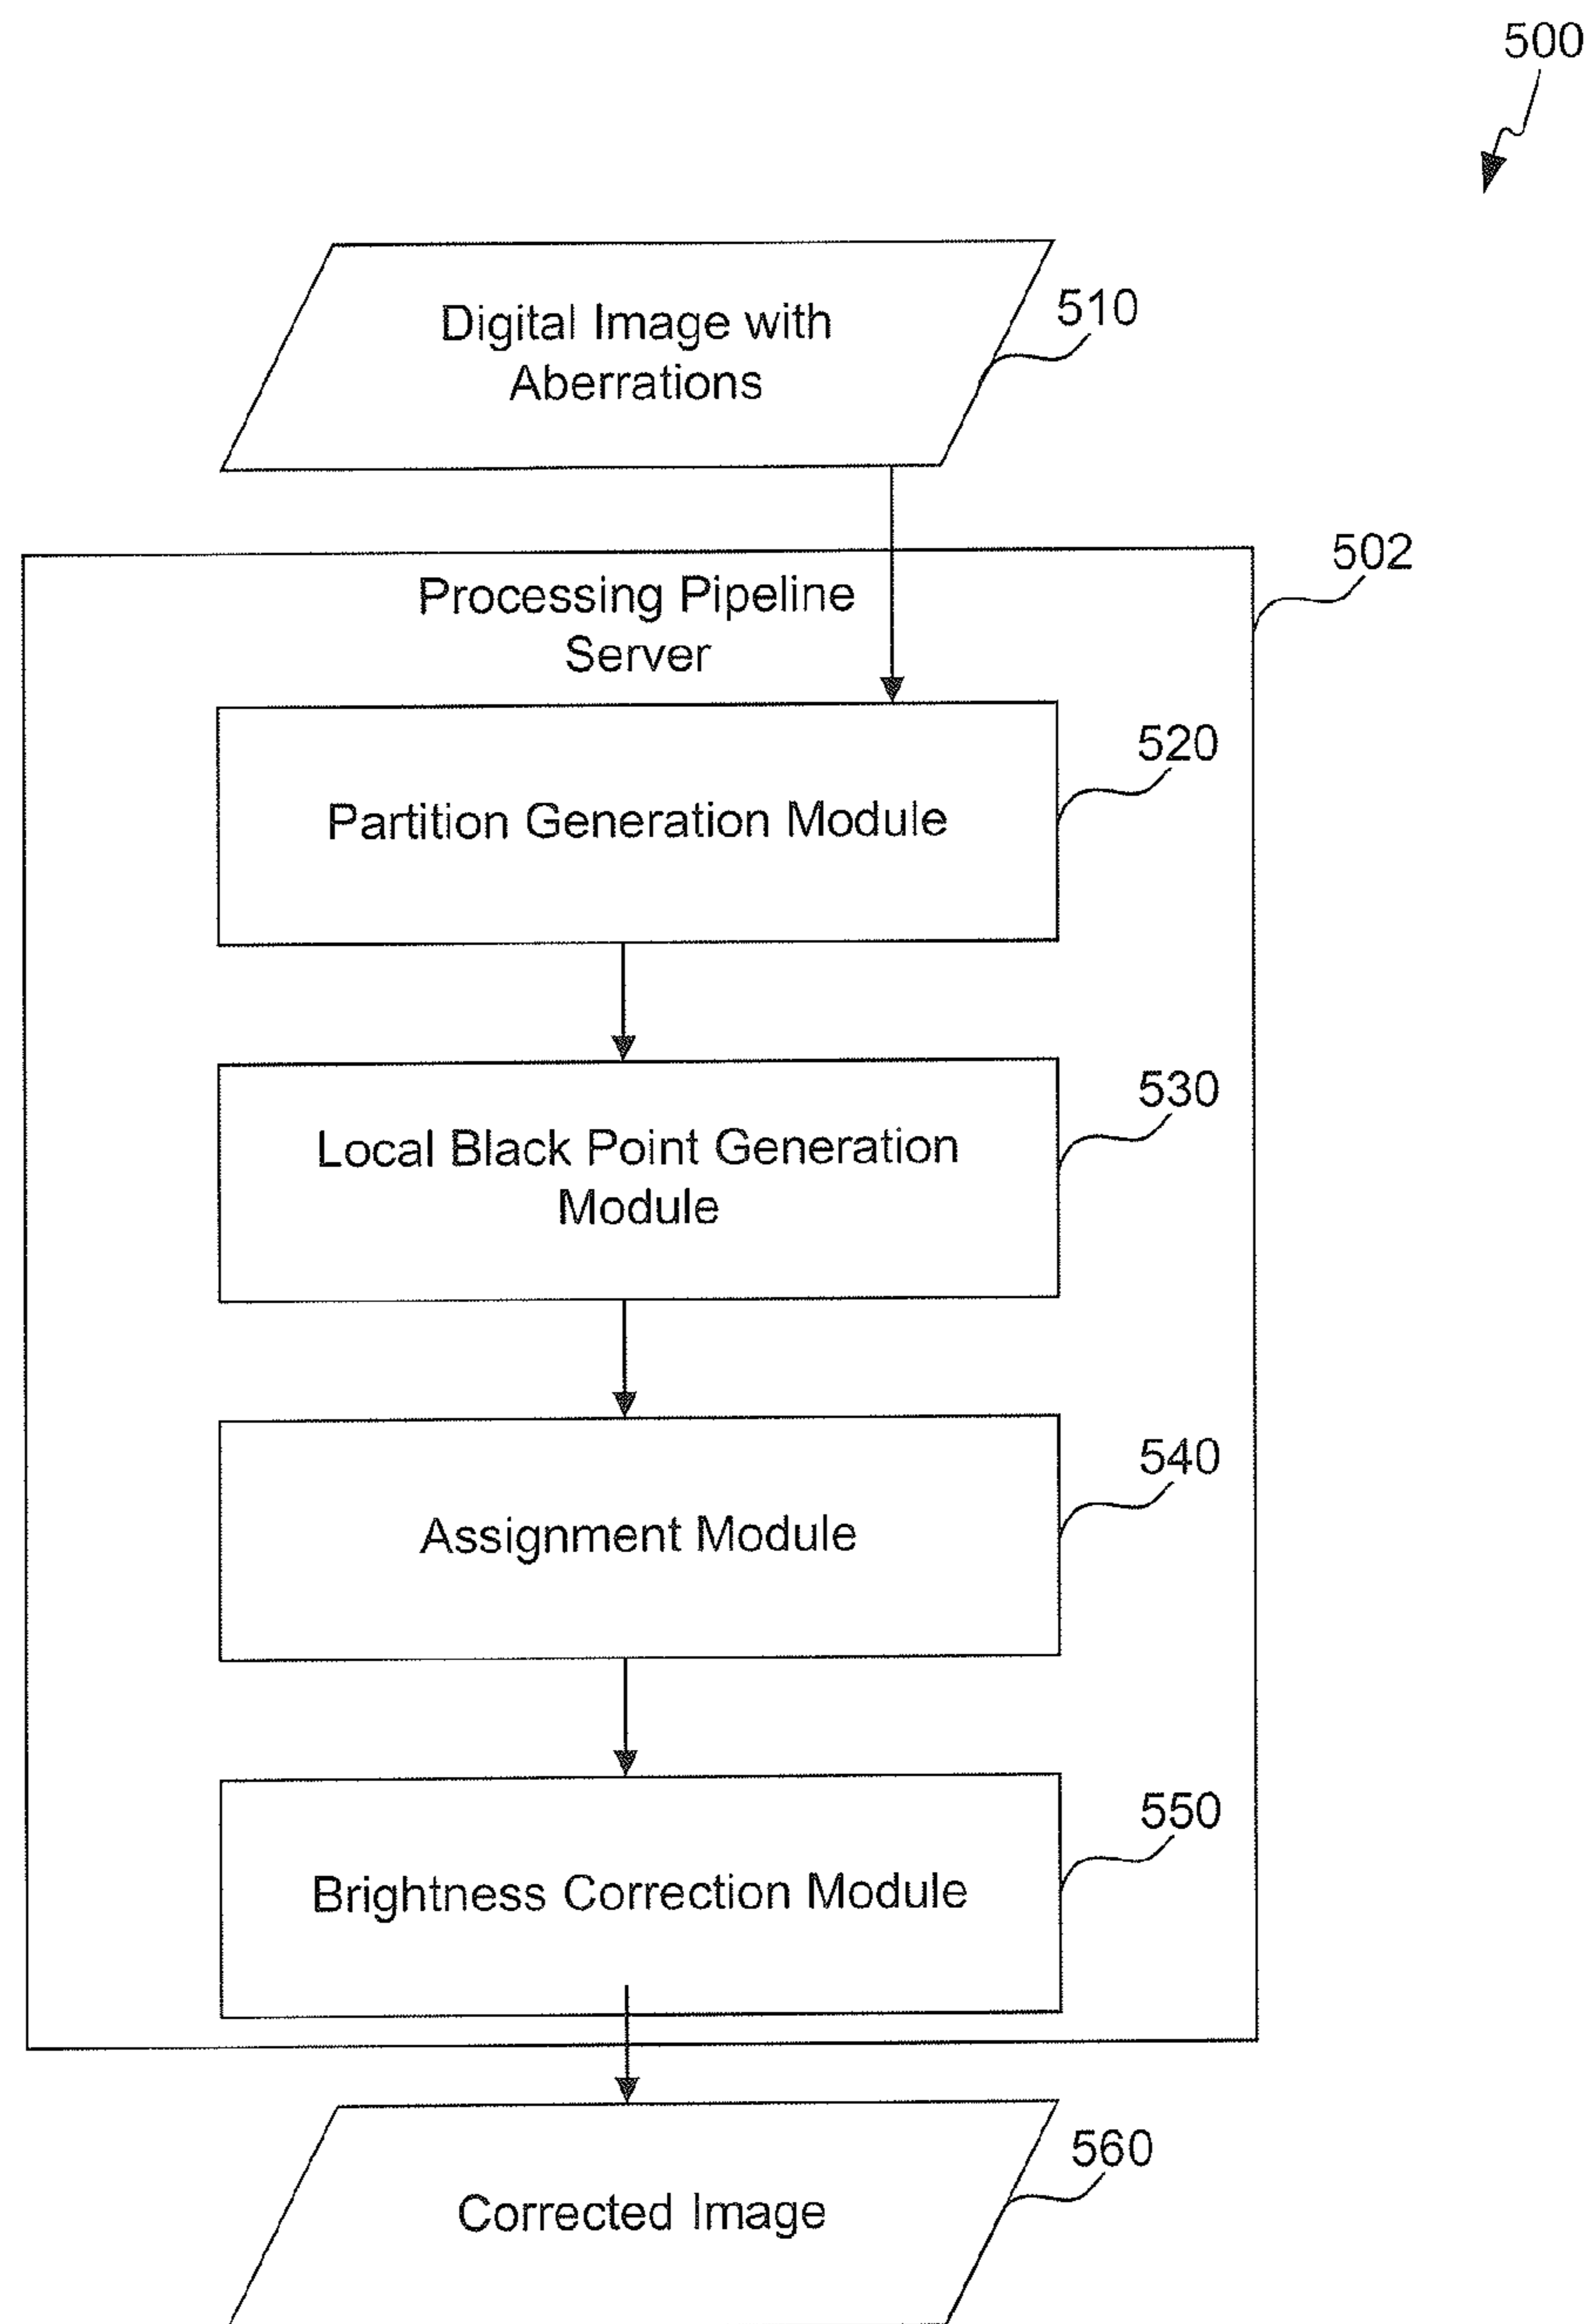 500
Digital Image with
Aberrations
510
502
Processing Pipeline
Server
520
Partition Generation Module
530
Local Black Point Generation
Module
540
Assignment Module
550
Brightness Correction Module
560
Corrected Image